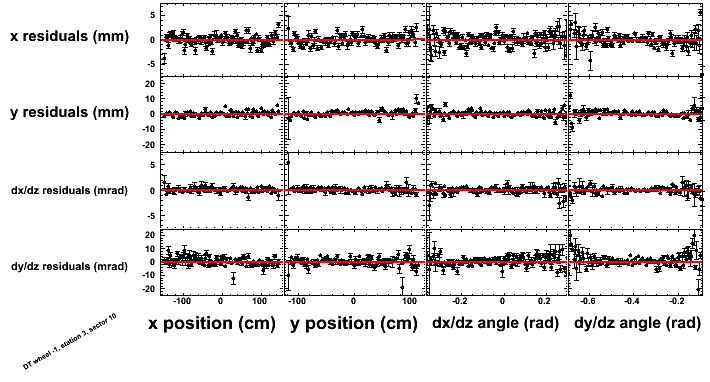 x residuals (mm)
5
0
-5
y residuals (mm)
20
10
0
-10
-20
dx/dz residuals (mrad)
5
0
-5
dy/dz residuals (mrad)
20
10
0
-10
-20
-100 0 100 -100 0 100 -0.2 0 0.2 -0.6 -0.4 -0.2
x position (cm) y position (cm) dx/dz angle (rad) dy/dz angle (rad)
DT wheel -1, station 3, sector 10